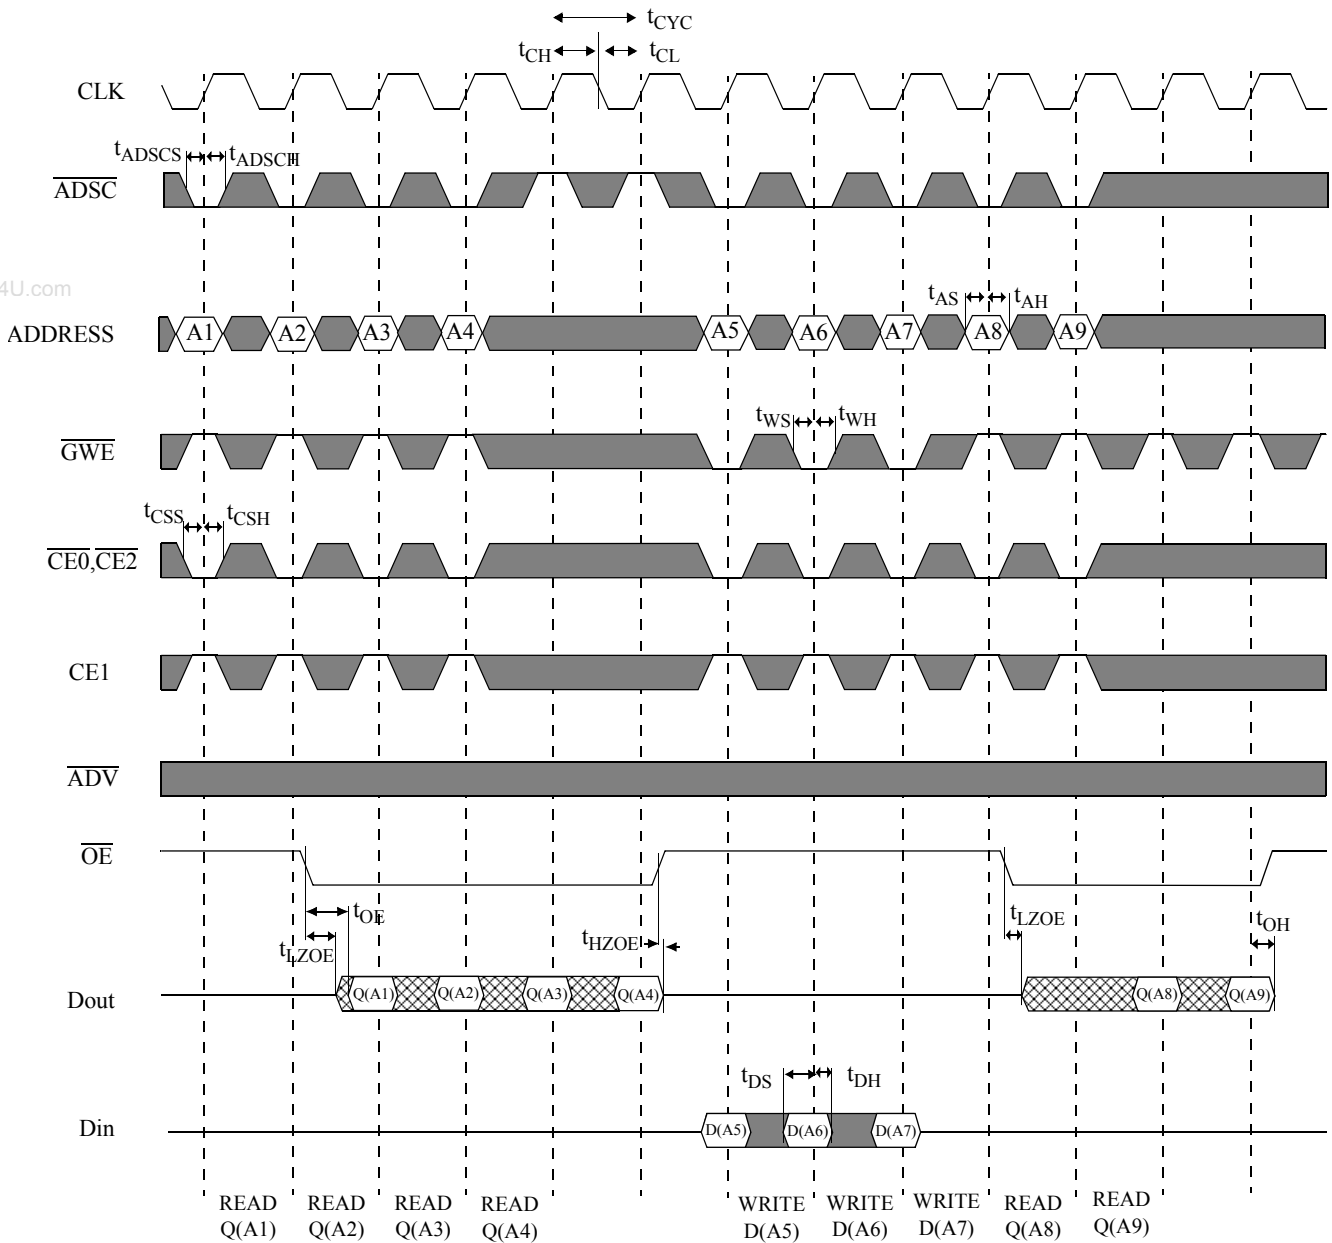 tCYC
tCH tCL
CLK
tADSCS tADSCH
ADSC
4U.com
tAS tAH
ADDRESS A1 A2 A3 A4 A5 A6 A7 A8 A9
tWS tWH
GWE
tCSS tCSH
CE0,CE2
CE1
ADV
OE
tOE tLZOE
tLZOE tHZOE tOH
Dout Q(A1) Q(A2) Q(A3) Q(A4) Q(A8) Q(A9)
tDS tDH
Din D(A5) D(A6) D(A7)
READ READ READ READ WRITE WRITE WRITE READ READ
Q(A1) Q(A2) Q(A3) Q(A4) D(A5) D(A6) D(A7) Q(A8) Q(A9)